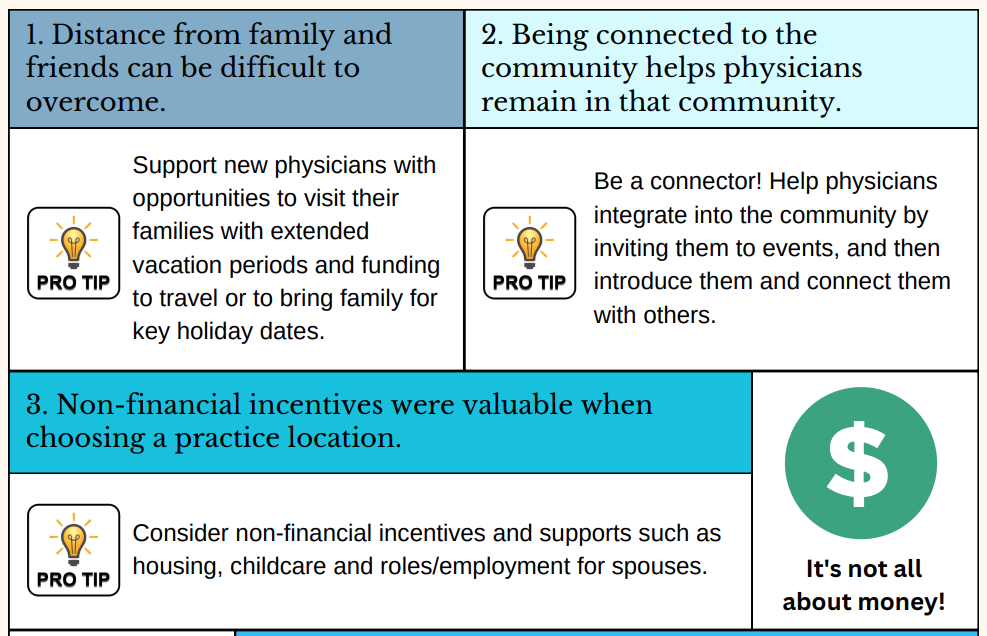 1. Distance from family and
friends can be difficult to
overcome.
PRO TIP
Support new physicians with
opportunities to visit their
families with extended
vacation periods and funding
to travel or to bring family for
key holiday dates.
2. Being connected to the
community helps physicians
remain in that community.
PRO TIP
Be a connector! Help physicians
integrate into the community by
inviting them to events, and then
introduce them and connect them
with others.
3. Non-financial incentives were valuable when
choosing a practice location.
PRO TIP
Consider non-financial incentives and supports such as
housing, childcare and roles/employment for spouses.
$
It's not all
about money!